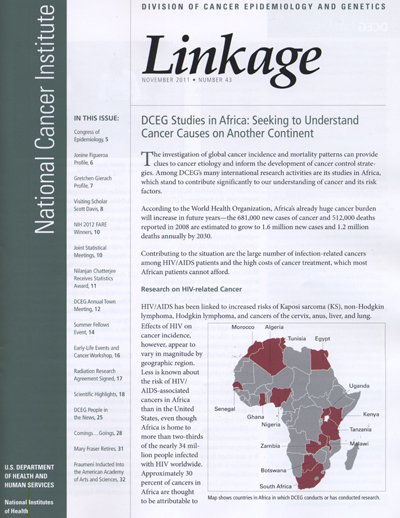 DIVISION OF CANCER EPIDEMIOLOGY AND GENETICS
National Cancer Institute
Linkage
NOVEMBER 2011 • NUMBER 43
IN THIS ISSUE:
Congress of
Epidemiology, 5
Jonine Figueroa
Profile, 6
Gretchen Gierach
Profile, 7
Visiting Scholar
Scott Davis, 8
NIH 2012 FARE
Winners, 10
Joint Statistical
Meetings, 10
Nilanjan Chatterjee
Receives Statistics
Award, 11
DCEG Annual Town
Meeting, 12
Summer Fellows
Event, 14
Early-Life Events and
Cancer Workshop, 16
Radiation Research
Agreement Signed, 17
Scientific Highlights, 18
DCEG People in
the News, 25
Comings…Goings, 28
Mary Fraser Retires, 31
Fraumeni Inducted into
the American Academy
of Arts and Sciences, 32
U.S. DEPARTMENT
OF HEALTH AND
HUMAN SERVICES
National Institutes
of Health
DCEG Studies in Africa: Seeking to Understand
Cancer Causes on Another Continent
The investigation of global cancer incidence and mortality patterns can provide
clues to cancer etiology and inform the development of cancer control strate-
gies. Among DCEG's many international research activities are its studies in Africa,
which stand to contribute significantly to our understanding of cancer and its risk
factors.
According to the World Health Organization, Africa's already huge cancer burden
will increase in future years—the 681,000 new cases of cancer and 512,000 deaths
reported in 2008 are estimated to grow to 1.6 million new cases and 1.2 million
deaths annually by 2030.
Contributing to the situation are the large number of infection-related cancers
among HIV/AIDS patients and the high costs of cancer treatment, which most
African patients cannot afford.
Research on HIV-related Cancer
HIV/AIDS has been linked to increased risks of Kaposi sarcoma (KS), non-Hodgkin
lymphoma, Hodgkin lymphoma, and cancers of the cervix, anus, liver, and lung.
Effects of HIV on
cancer incidence,
however, appear to
vary in magnitude by
geographic region.
Less is known about
the risk of HIV/
AIDS-associated
cancers in Africa
than in the United
States, even though
Africa is home to
more than two-thirds
of the nearly 34 mil-
lion people infected
with HIV worldwide.
Approximately 30
percent of cancers in
Africa are thought
to be attributable to
Morocco
Algeria
Tunisia
Egypt
Uganda
Senegal
Ghana
Kenya
Nigeria
Tanzania
Zambia
Malawi
Botswana
South Africa
Map shows countries in Africa in which DCEG conducts or has conducted research.